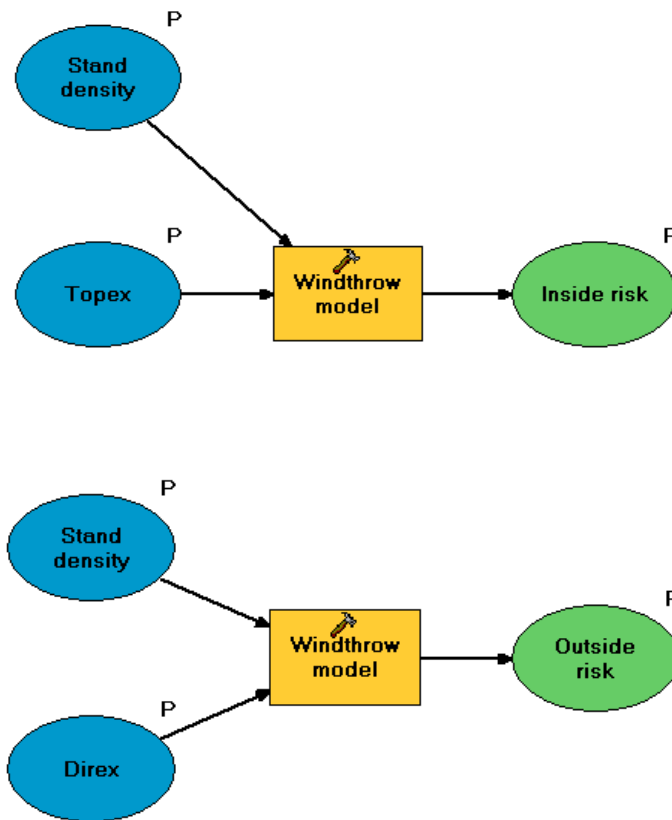 P
Stand
density
P
P
Topex
Windthrow
model
Inside risk
P
Stand
density
P
Windthrow
model
Outside
risk
P
Direx